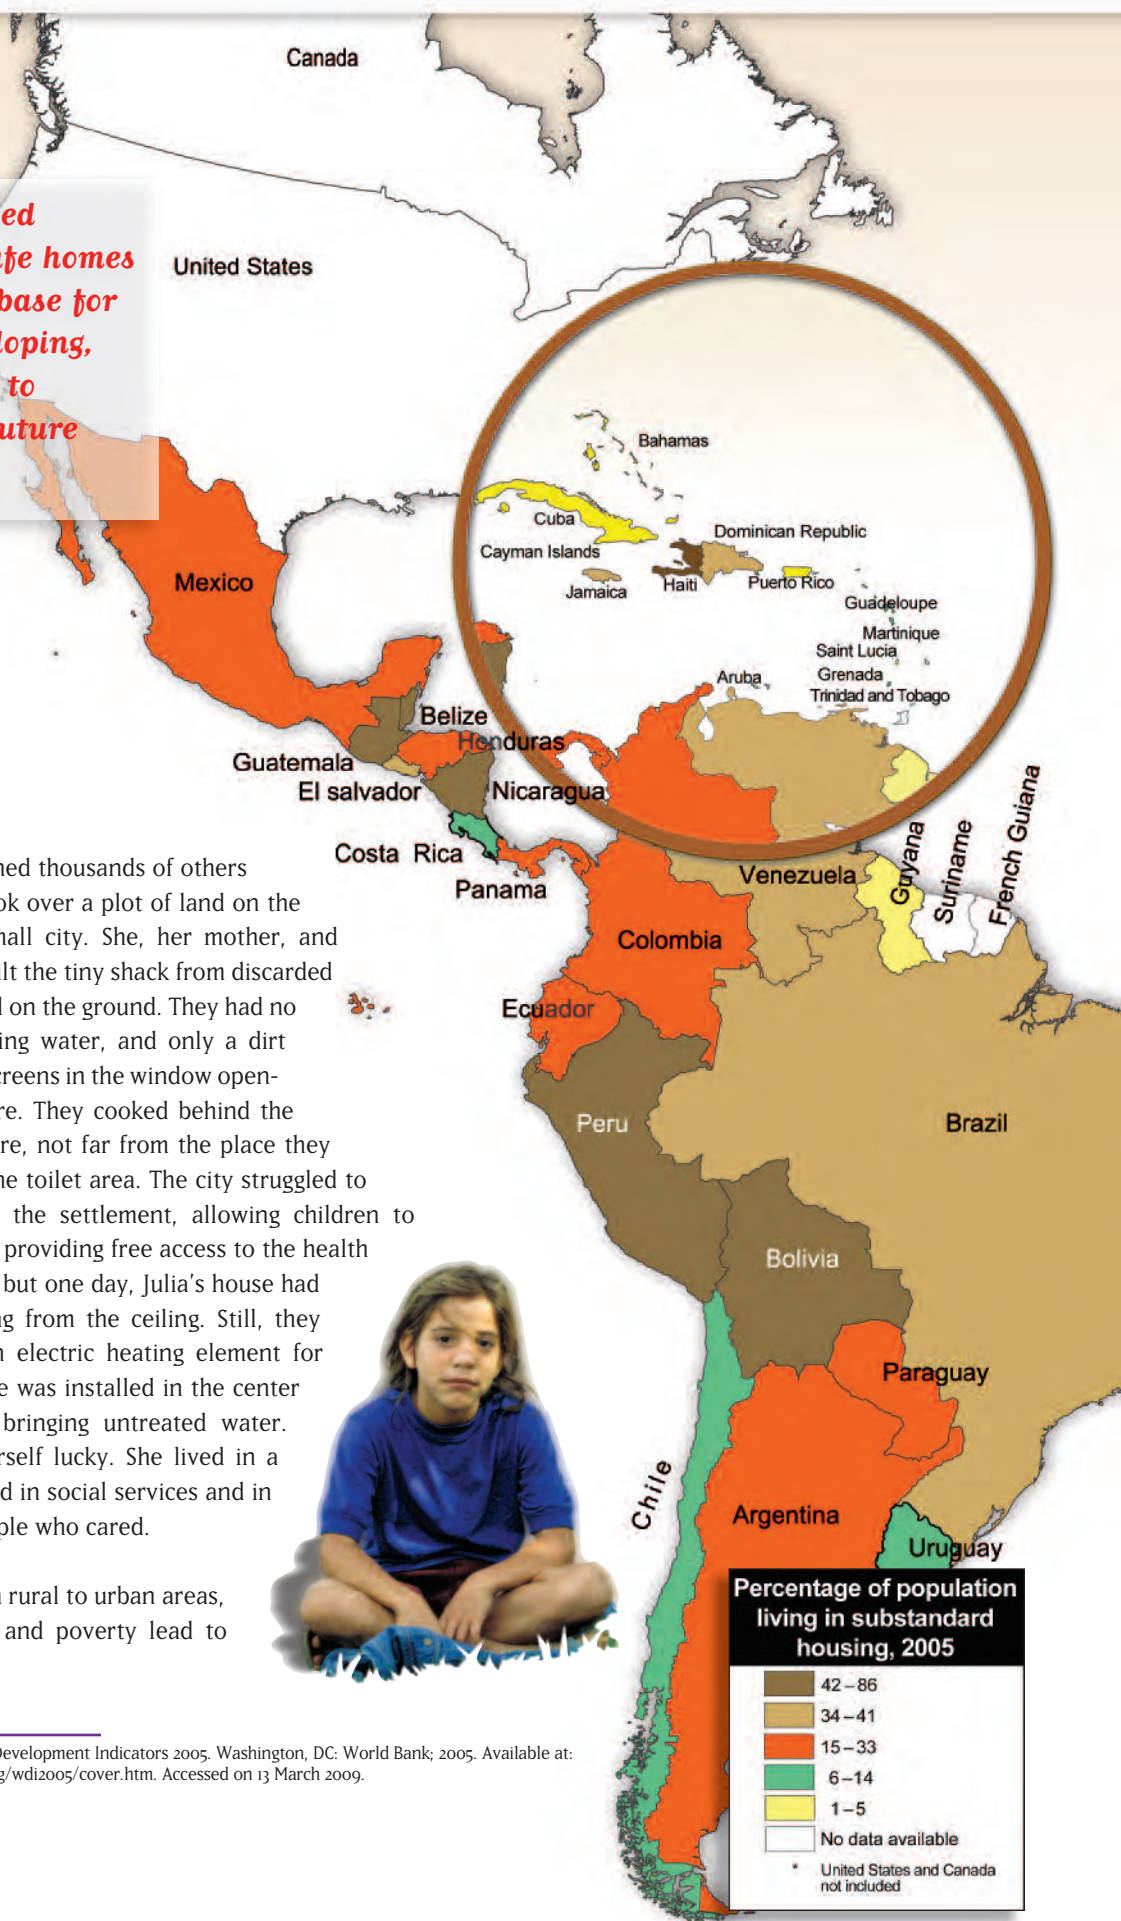 ed
fe homes
base for
loping,
to
uture
Canada
United States
Bahamas
Cuba
Dominican Republic
Cayman Islands
Jamaica
Haiti
Puerto Rico
Guadeloupe
Martinique
Saint Lucia
Aruba
Grenada
Trinidad and Tobago
Mexico
Belize
Honduras
Guatemala
El salvador
Nicaragua
Costa Rica
Panama
Venezuela
Guyana
Suriname
French Guiana
Colombia
Ecuador
Peru
Brazil
Bolivia
Paraguay
Chile
Argentina
Uruguay
ned thousands of others
ok over a plot of land on the
mall city. She, her mother, and
ilt the tiny shack from discarded
d on the ground. They had no
ing water, and only a dirt
creens in the window open-
re. They cooked behind the
re, not far from the place they
ne toilet area. The city struggled to
the settlement, allowing children to
providing free access to the health
but one day, Julia's house had
ng from the ceiling. Still, they
n electric heating element for
e was installed in the center
bringing untreated water.
rself lucky. She lived in a
d in social services and in
ple who cared.
n rural to urban areas,
and poverty lead to
Development Indicators 2005. Washington, DC: World Bank; 2005. Available at:
g/wdi2005/cover.htm. Accessed on 13 March 2009.
Percentage of population
living in substandard
housing, 2005
42–86
34–41
15–33
6–14
1–5
No data available
* United States and Canada
not included